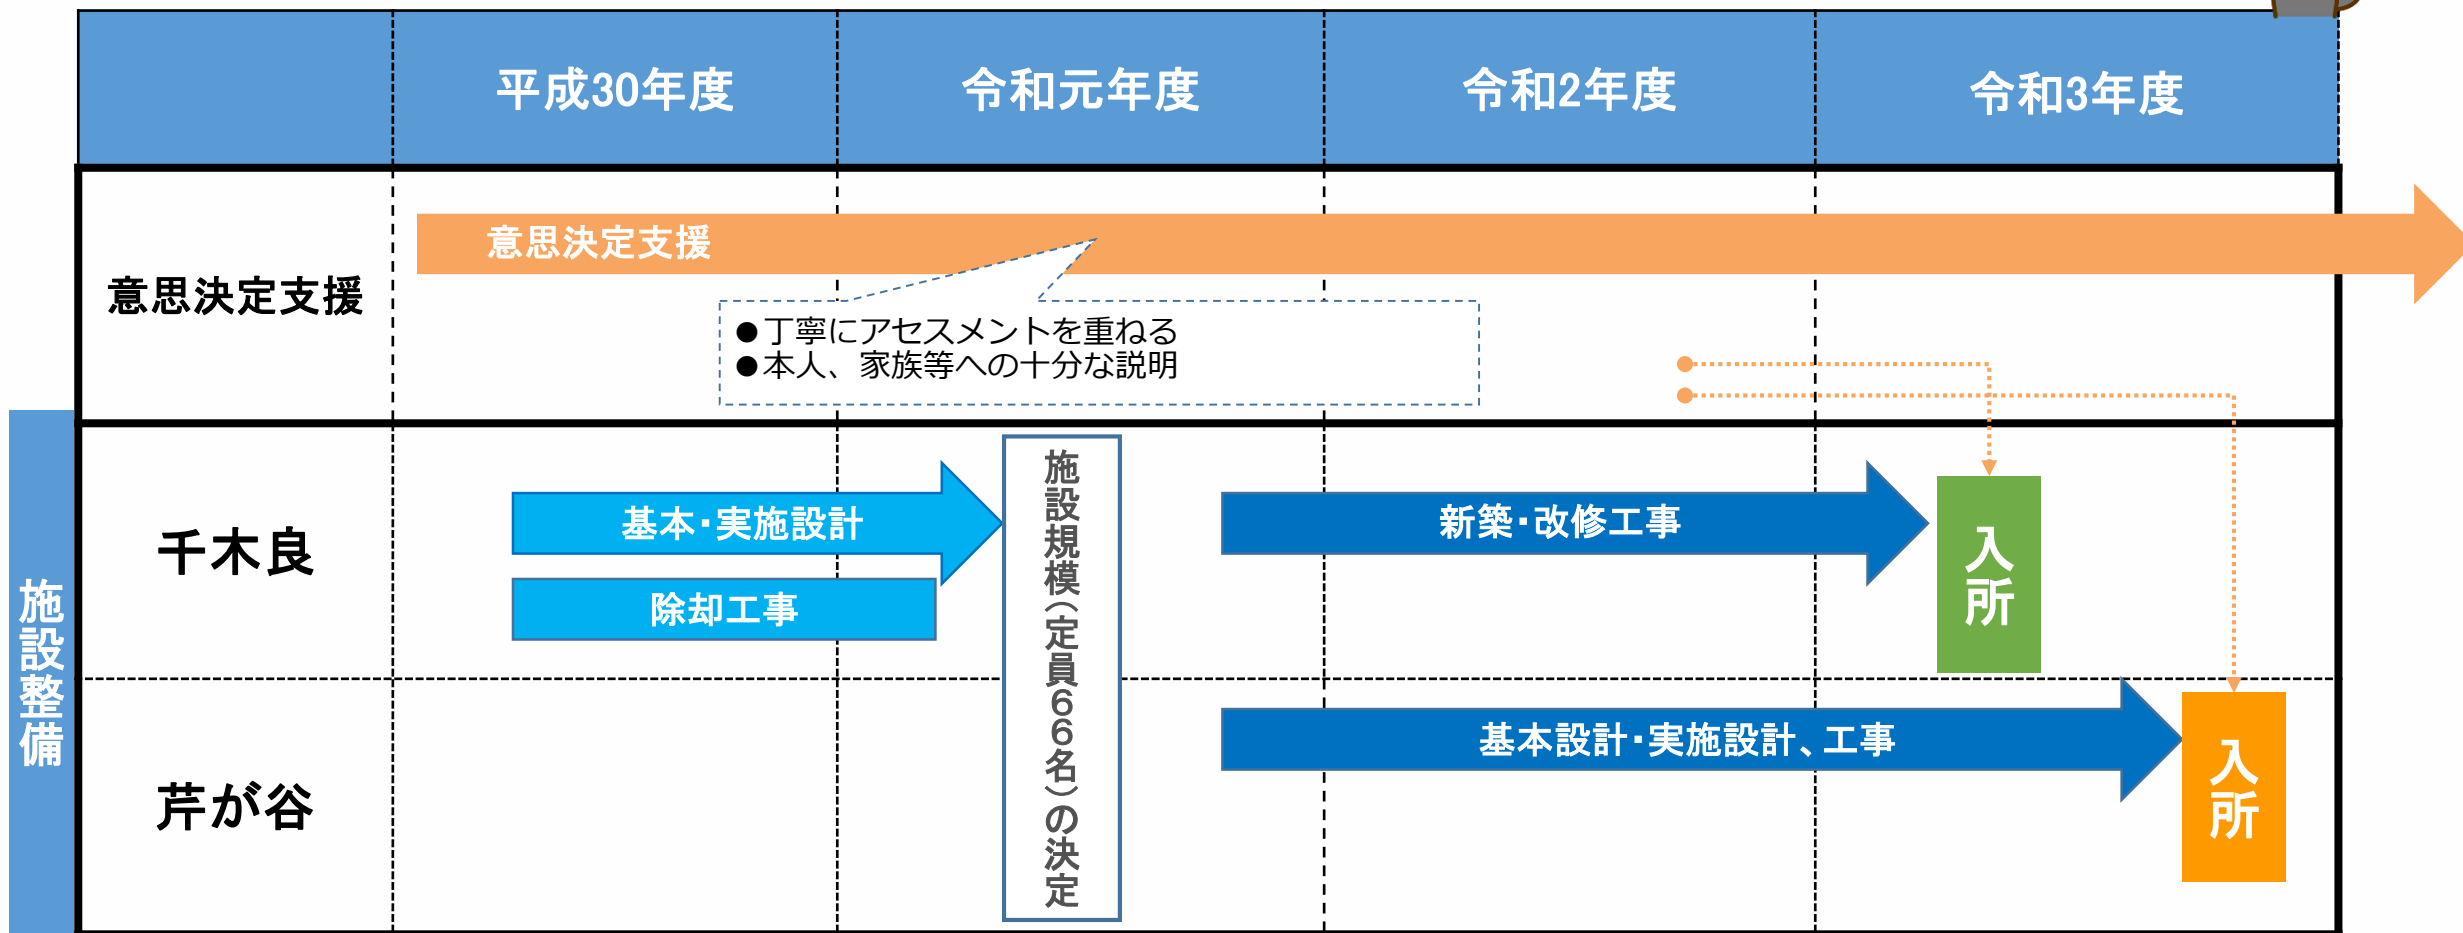 平成30年度
令和元年度
令和2年度
令和3年度
意思決定支援
意思決定支援
●丁寧にアセスメントを重ねる
●本人、家族等への十分な説明
施設整備
千木良
基本・実施設計
除却工事
施設規模（定員６６名）の決定
新築・改修工事
入所
芹が谷
基本設計・実施設計、工事
入所